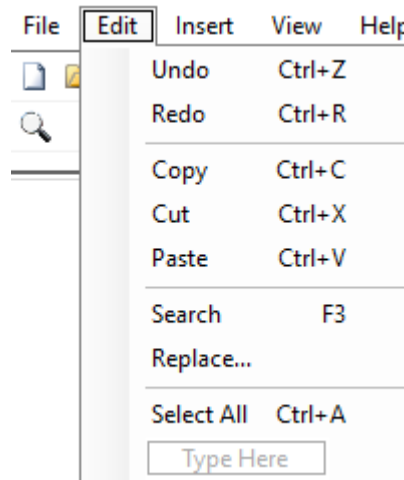 File Edit Insert View Help
Undo Ctrl+Z
Redo Ctrl+R
Copy Ctrl+C
Cut Ctrl+X
Paste Ctrl+V
Search F3
Replace...
Select All Ctrl+A
Type Here